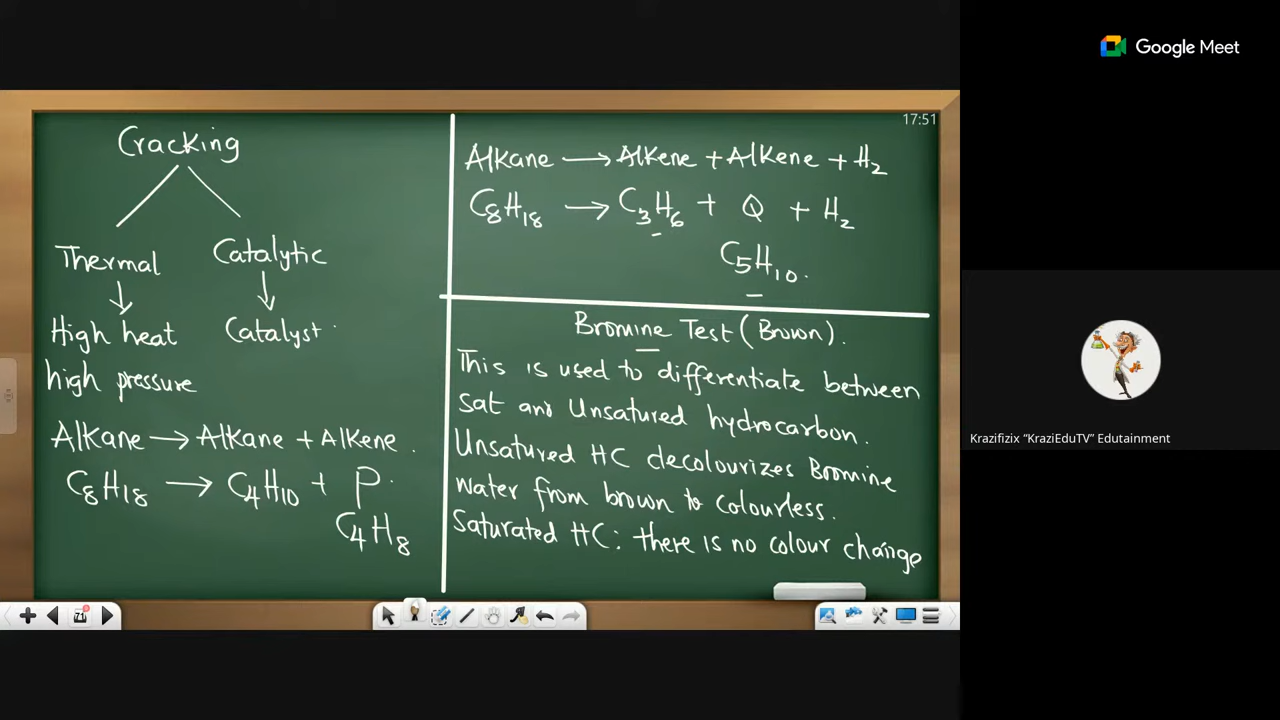 Google Meet
17:51
Cracking
Thermal
Catalytic
High heat
high pressure
Catalyst
Alkane → Alkane + Alkene.
C₈H₁₈ → C₄H₁₀ + P.
C₄H₈
Alkane → Alkene + Alkene + H₂
C₈H₁₈ → C₃H₆ + Q + H₂
C₅H₁₀.
Bromine Test (Brown).
This is used to differentiate between
sat and Unsatured hydrocarbon.
Unsatured HC decolourizes Bromine
water from brown to colourless.
Saturated HC: there is no colour change
71
Krazifizix “KraziEduTV” Edutainment